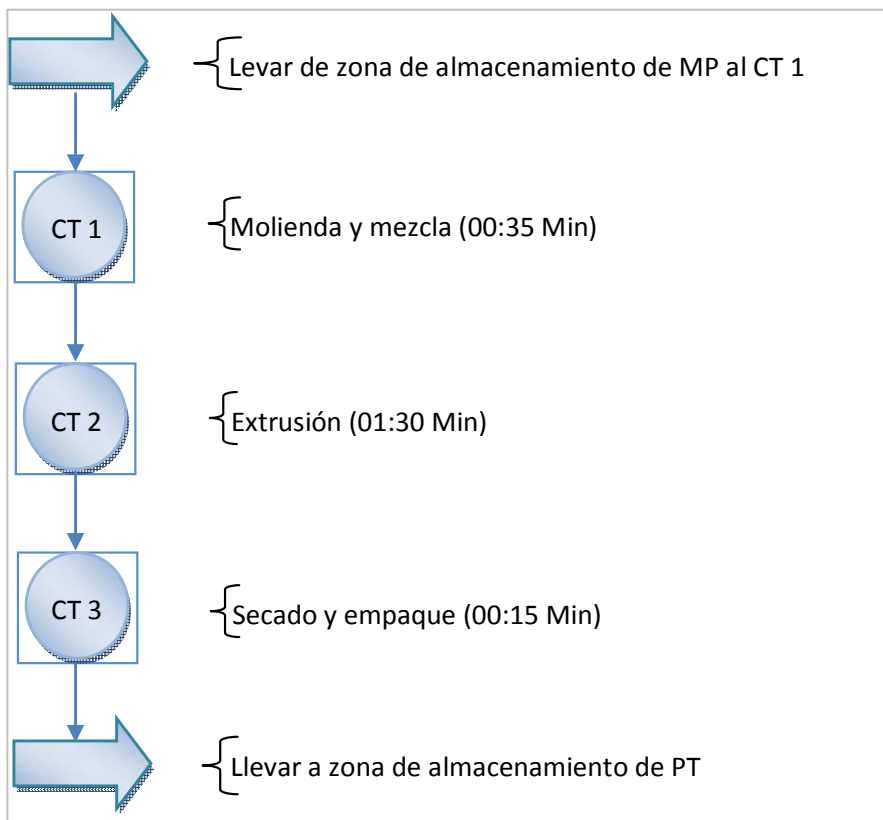 Levar de zona de almacenamiento de MP al CT 1
CT 1
Molienda y mezcla (00:35 Min)
CT 2
Extrusión (01:30 Min)
CT 3
Secado y empaque (00:15 Min)
Llevar a zona de almacenamiento de PT